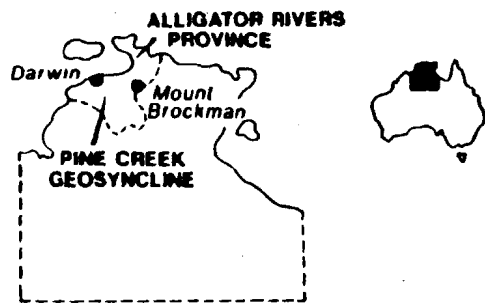 ALLIGATOR RIVERS
PROVINCE
Darwin
Mount
Brockman
PINE CREEK
GEOSYNCLINE